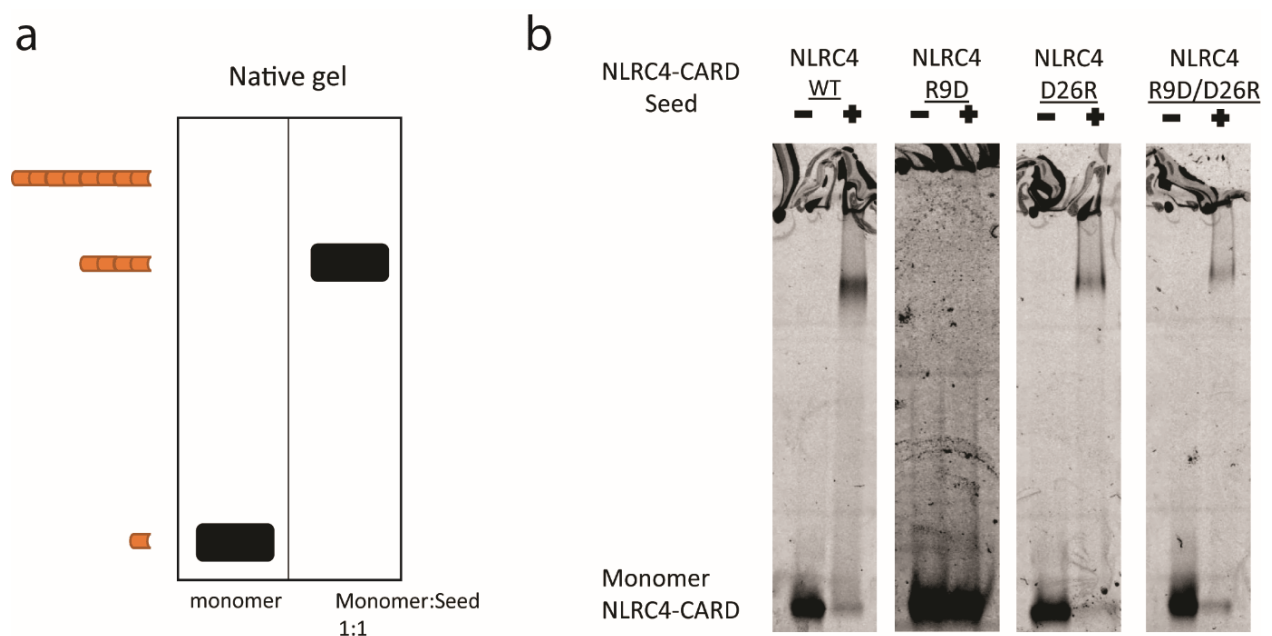 a
Native gel
monomer
Monomer:Seed
1:1
b
NLRC4-CARD
Seed
NLRC4
WT
- +
NLRC4
R9D
- +
NLRC4
D26R
- +
NLRC4
R9D/D26R
- +
Monomer
NLRC4-CARD